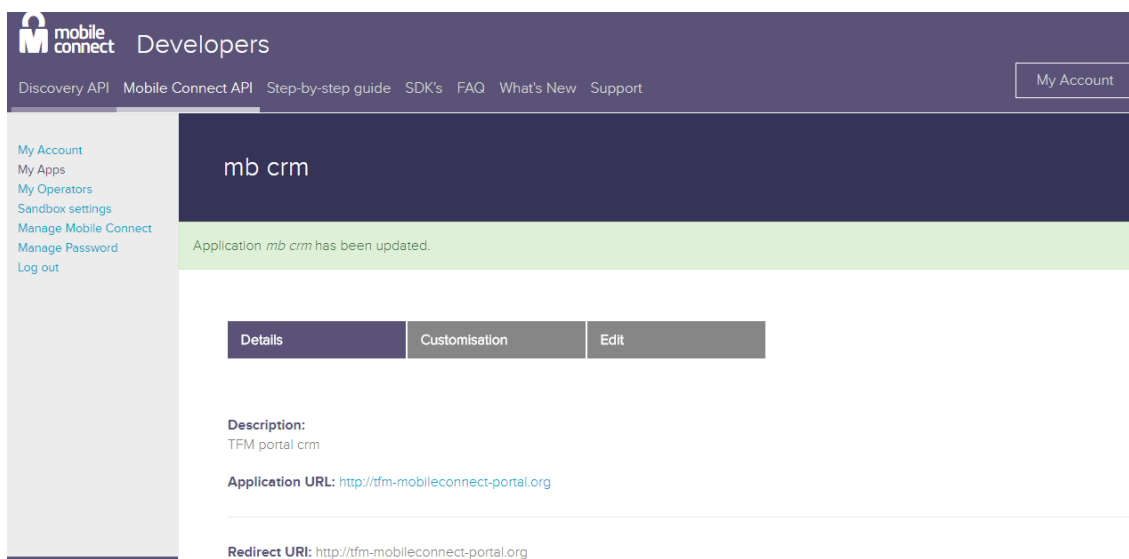 mobile
connect
Developers
Discovery API Mobile Connect API Step-by-step guide SDK's FAQ What's New Support
My Account
My Account
My Apps
My Operators
Sandbox settings
Manage Mobile Connect
Manage Password
Log out
mb crm
Application mb crm has been updated.
Details Customisation Edit
Description:
TFM portal crm
Application URL: http://tfm-mobileconnect-portal.org
Redirect URI: http://tfm-mobileconnect-portal.org